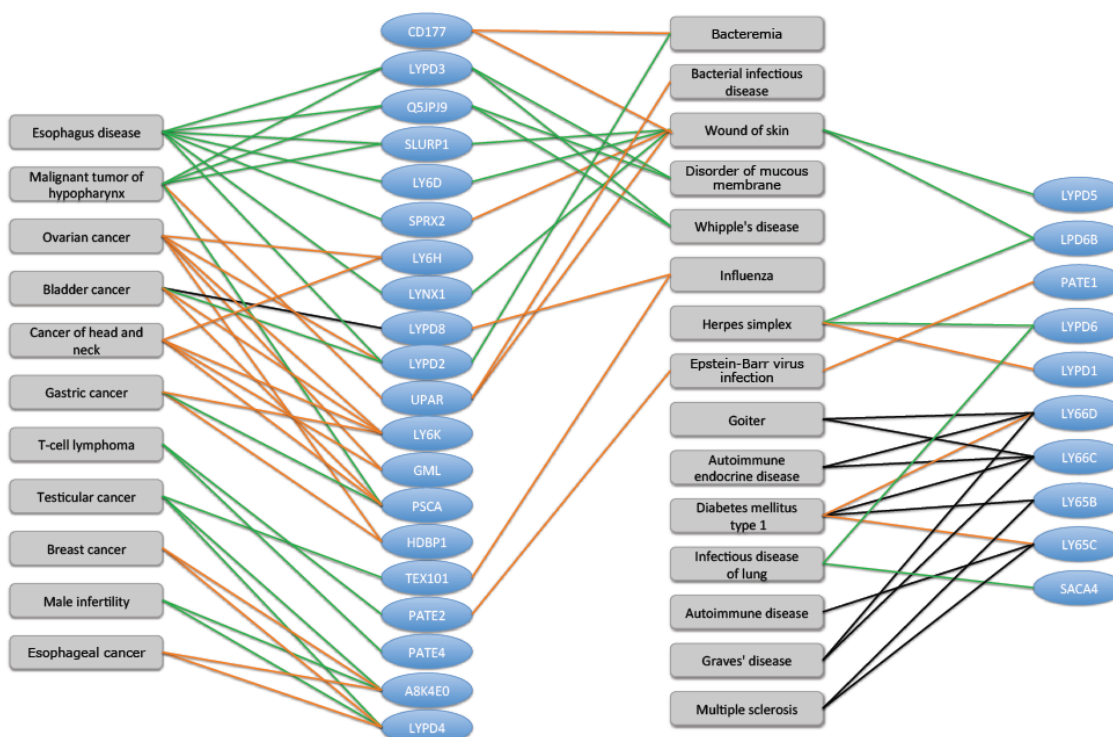 Esophagus disease
Malignant tumor of
hypopharynx
Ovarian cancer
Bladder cancer
Cancer of head and
neck
Gastric cancer
T-cell lymphoma
Testicular cancer
Breast cancer
Male infertility
Esophageal cancer
CD177
LYPD3
Q5JPJ9
SLURP1
LY6D
SPRX2
LY6H
LYNX1
LYPD8
LYPD2
UPAR
LY6K
GML
PSCA
HDBP1
TEX101
PATE2
PATE4
A8K4E0
LYPD4
Bacteremia
Bacterial infectious
disease
Wound of skin
Disorder of mucous
membrane
Whipple's disease
Influenza
Herpes simplex
Epstein-Barr virus
infection
Goiter
Autoimmune
endocrine disease
Diabetes mellitus
type 1
Infectious disease
of lung
Autoimmune disease
Graves' disease
Multiple sclerosis
LYPD5
LPD6B
PATE1
LYPD6
LYPD1
LY66D
LY66C
LY65B
LY65C
SACA4